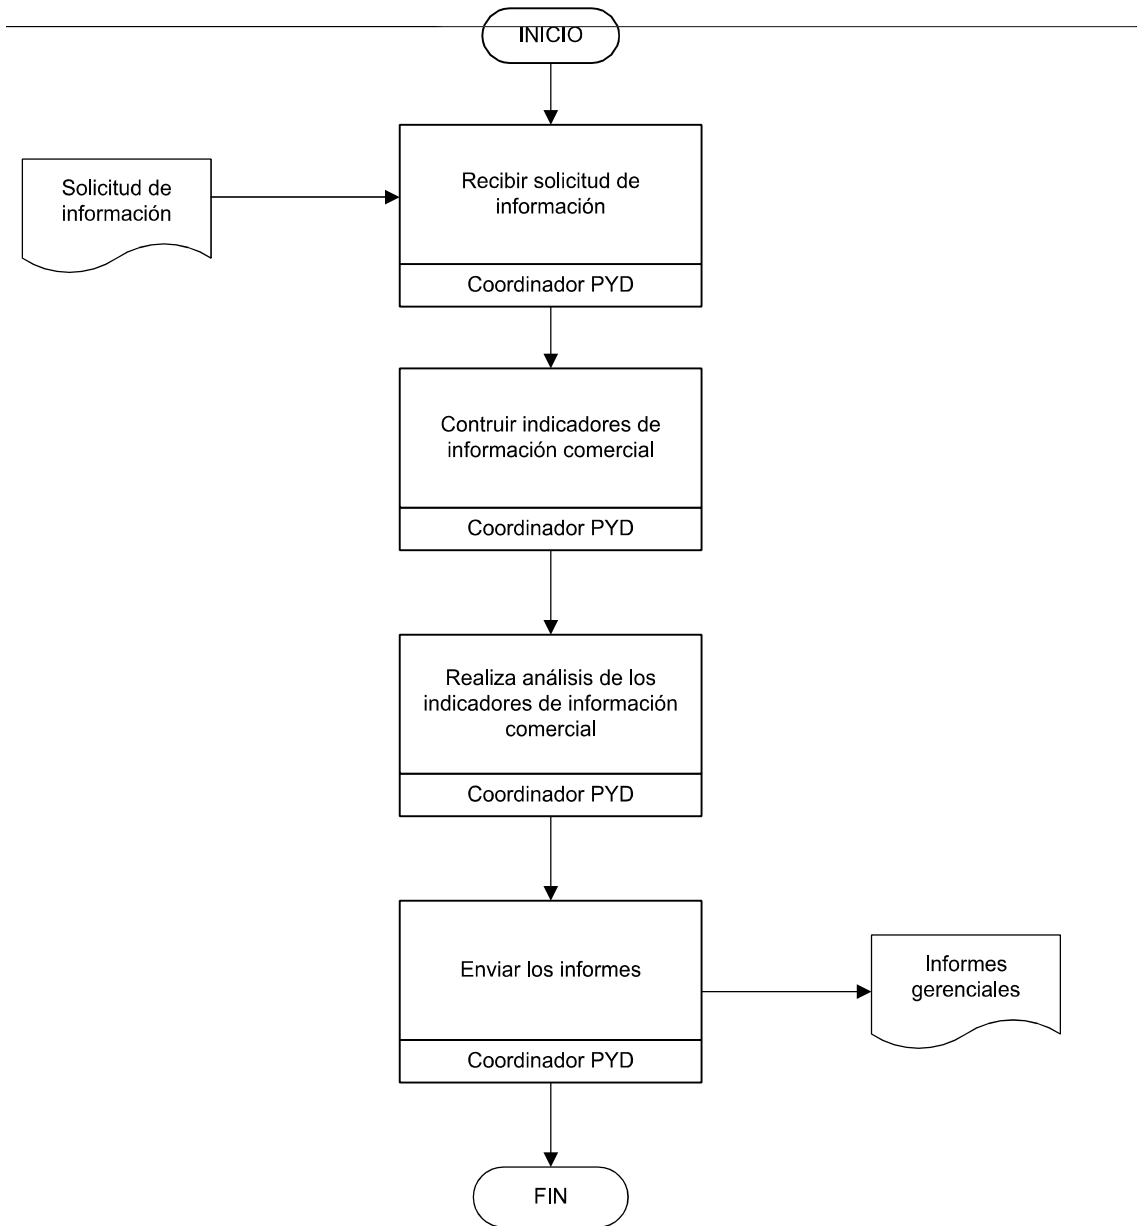 INICIO
Solicitud de
información
Recibir solicitud de
información
Coordinador PYD
Contruir indicadores de
información comercial
Coordinador PYD
Realiza análisis de los
indicadores de información
comercial
Coordinador PYD
Enviar los informes
Coordinador PYD
Informes
gerenciales
FIN